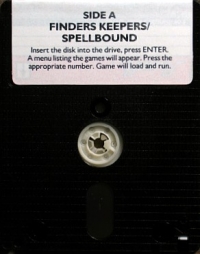 SIDE A
FINDERS KEEPERS/
SPELLBOUND
Insert the disk into the drive, press ENTER.
A menu listing the games will appear. Press the
appropriate number. Game will load and run.